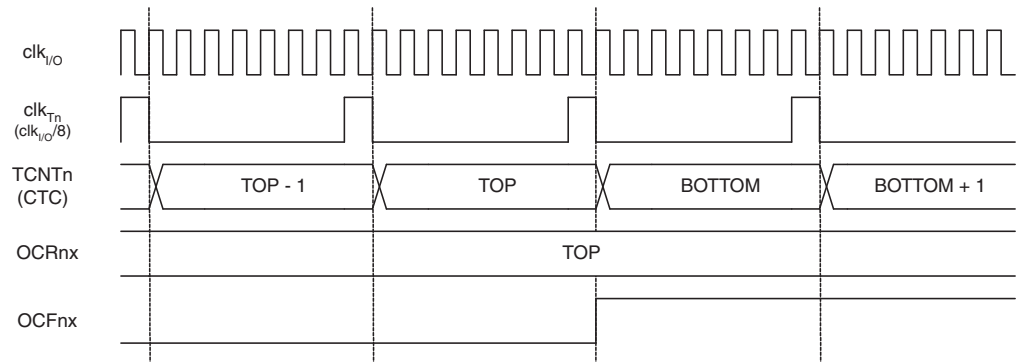 clkI/O
clkTn
(clkI/O/8)
TCNTn
(CTC)
TOP - 1
TOP
BOTTOM
BOTTOM + 1
OCRnx
TOP
OCFnx